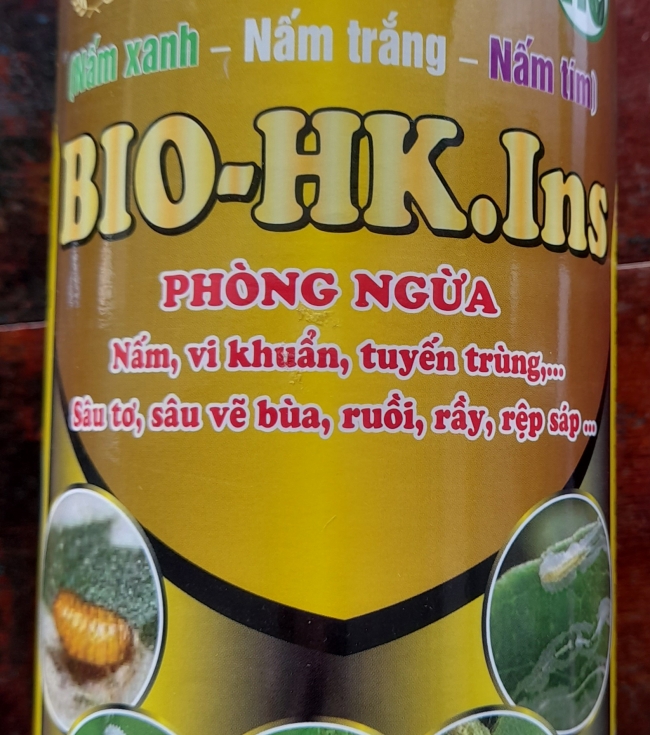 (Nấm xanh – Nấm trắng – Nấm tím)
BIO-HK.Ins
PHÒNG NGỪA
Nấm, vi khuẩn, tuyến trùng,...
Sâu tơ, sâu vẽ bùa, ruồi, rầy, rệp sáp...